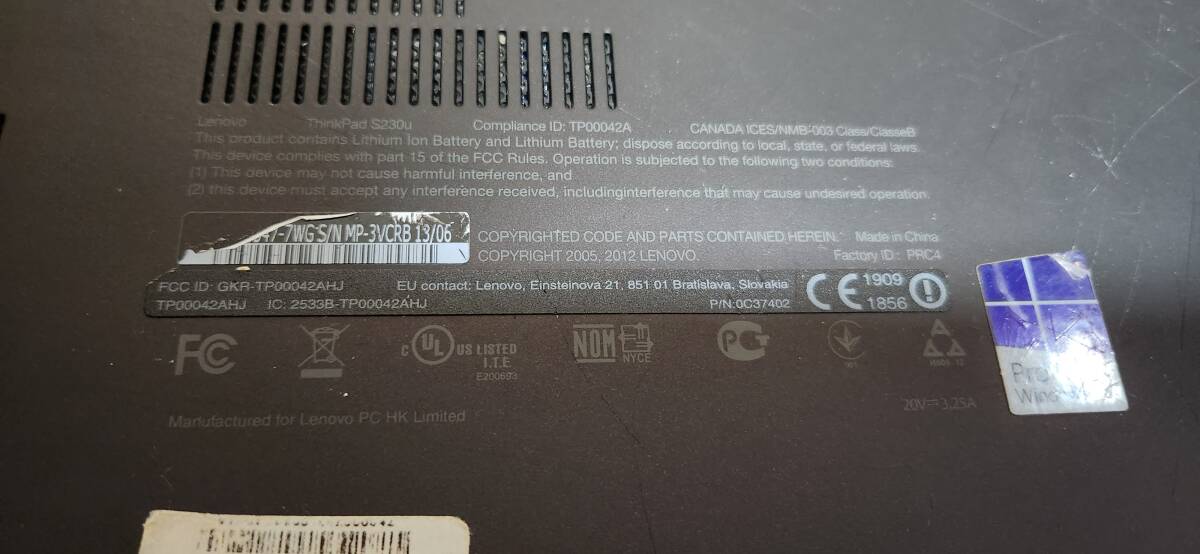 Lenovo ThinkPad S230u Compliance ID: TP00042A CANADA ICES/NMB-003 Class/ClasseB
This product contains Lithium Ion Battery and Lithium Battery; dispose according to local, state, or federal laws.
This device complies with part 15 of the FCC Rules. Operation is subjected to the following two conditions:
(1) This device may not cause harmful interference, and
(2) this device must accept any interference received, includinginterference that may cause undesired operation.
-7WG S/N MP-3VCRB 13/06
COPYRIGHTED CODE AND PARTS CONTAINED HEREIN. Made in China
COPYRIGHT 2005, 2012 LENOVO. Factory ID: PRC4
FCC ID: GKR-TP00042AHJ EU contact: Lenovo, Einsteinova 21, 851 01 Bratislava, Slovakia
TP00042AHJ IC: 2533B-TP00042AHJ P/N:0C37402
CE 1909
1856
FC
C UL US LISTED
I.T.E
E200693
NOM NYCE
Manufactured for Lenovo PC HK Limited
20V 3.25A
Pro